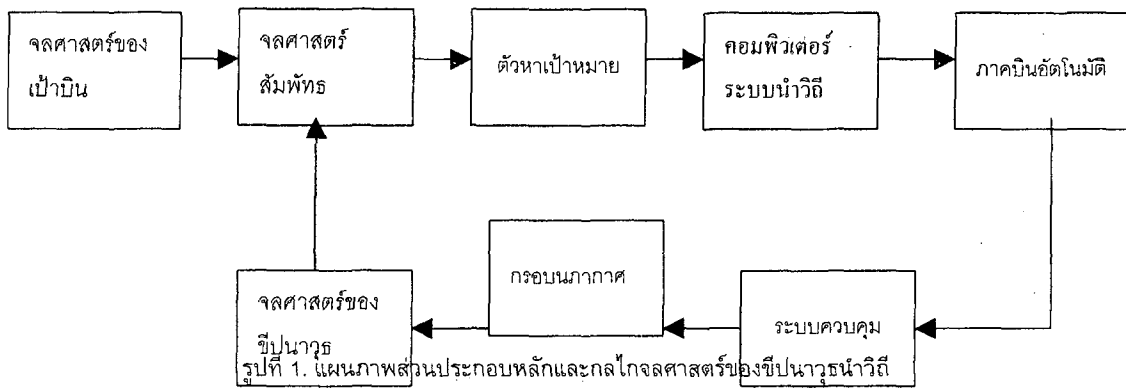 จลศาสตร์ของ
เป้าบิน
จลศาสตร์
สัมพัทธ
ตัวหาเป้าหมาย
คอมพิวเตอร์
ระบบนำวิถี
ภาคบินอัตโนมัติ
กรอบนภากาศ
จลศาสตร์ของ
ขีปนาวุธ
ระบบควบคุม
รูปที่ 1. แผนภาพส่วนประกอบหลักและกลไกจลศาสตร์ของขีปนาวุธนำวิถี